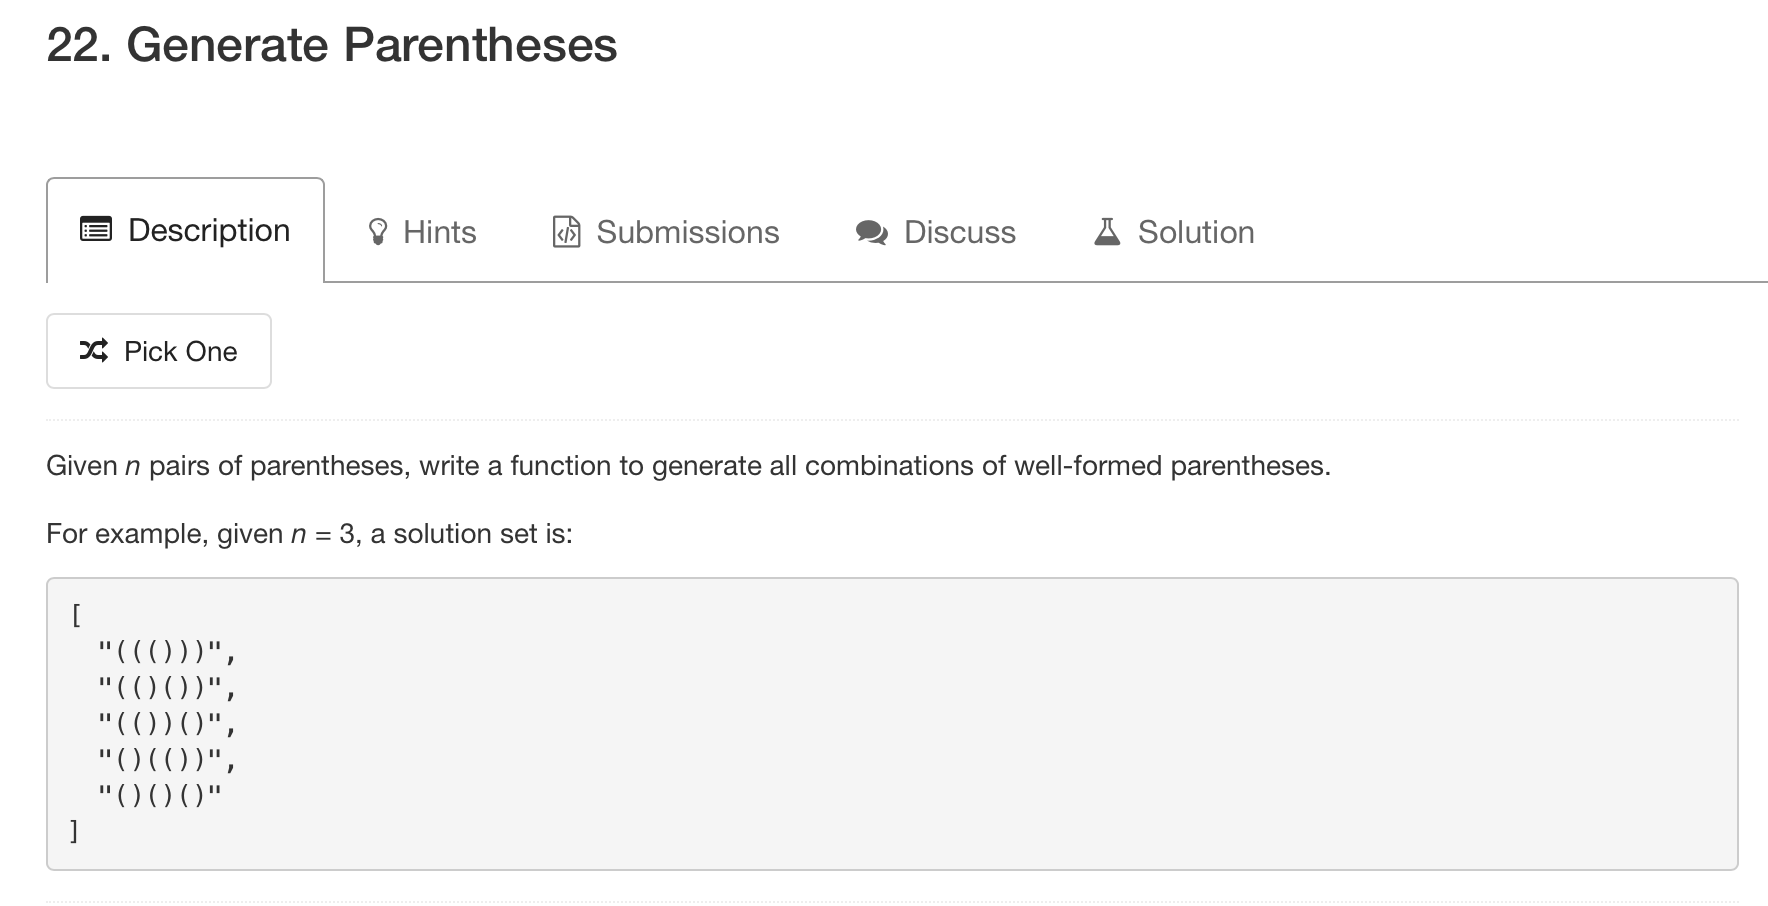 22. Generate Parentheses
Description Hints Submissions Discuss Solution
Pick One
Given n pairs of parentheses, write a function to generate all combinations of well-formed parentheses.
For example, given n = 3, a solution set is:
[
  "((()))",
  "(()())",
  "(())()",
  "()(())",
  "()()()"
]